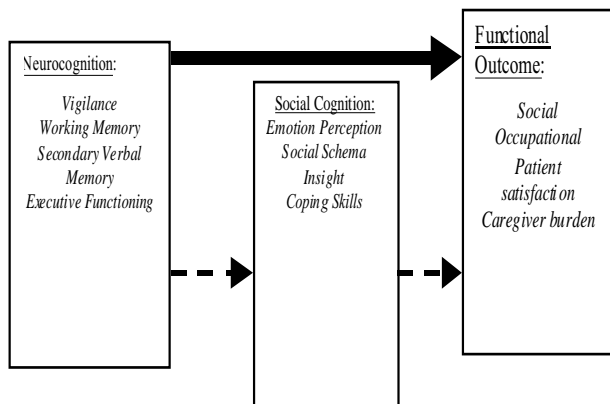 Neurocognition:
Vigilance
Working Memory
Secondary Verbal
Memory
Executive Functioning
Social Cognition:
Emotion Perception
Social Schema
Insight
Coping Skills
Functional
Outcome:
Social
Occupational
Patient
satisfaction
Caregiver burden